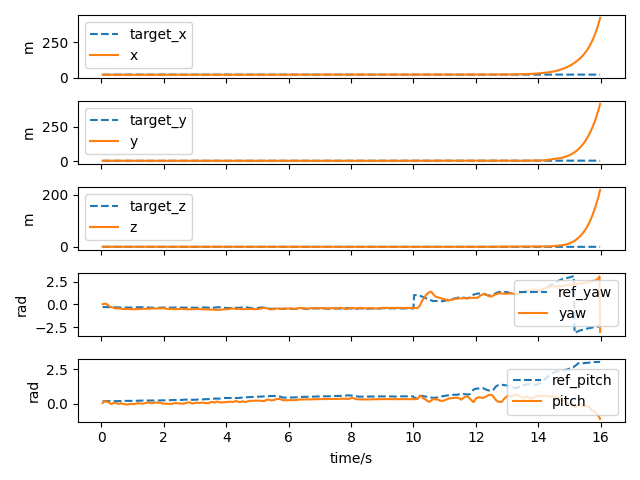 m
250
0
target_x
x
m
250
0
target_y
y
m
200
0
target_z
z
rad
2.5
0.0
−2.5
ref_yaw
yaw
rad
2.5
0.0
ref_pitch
pitch
0 2 4 6 8 10 12 14 16
time/s